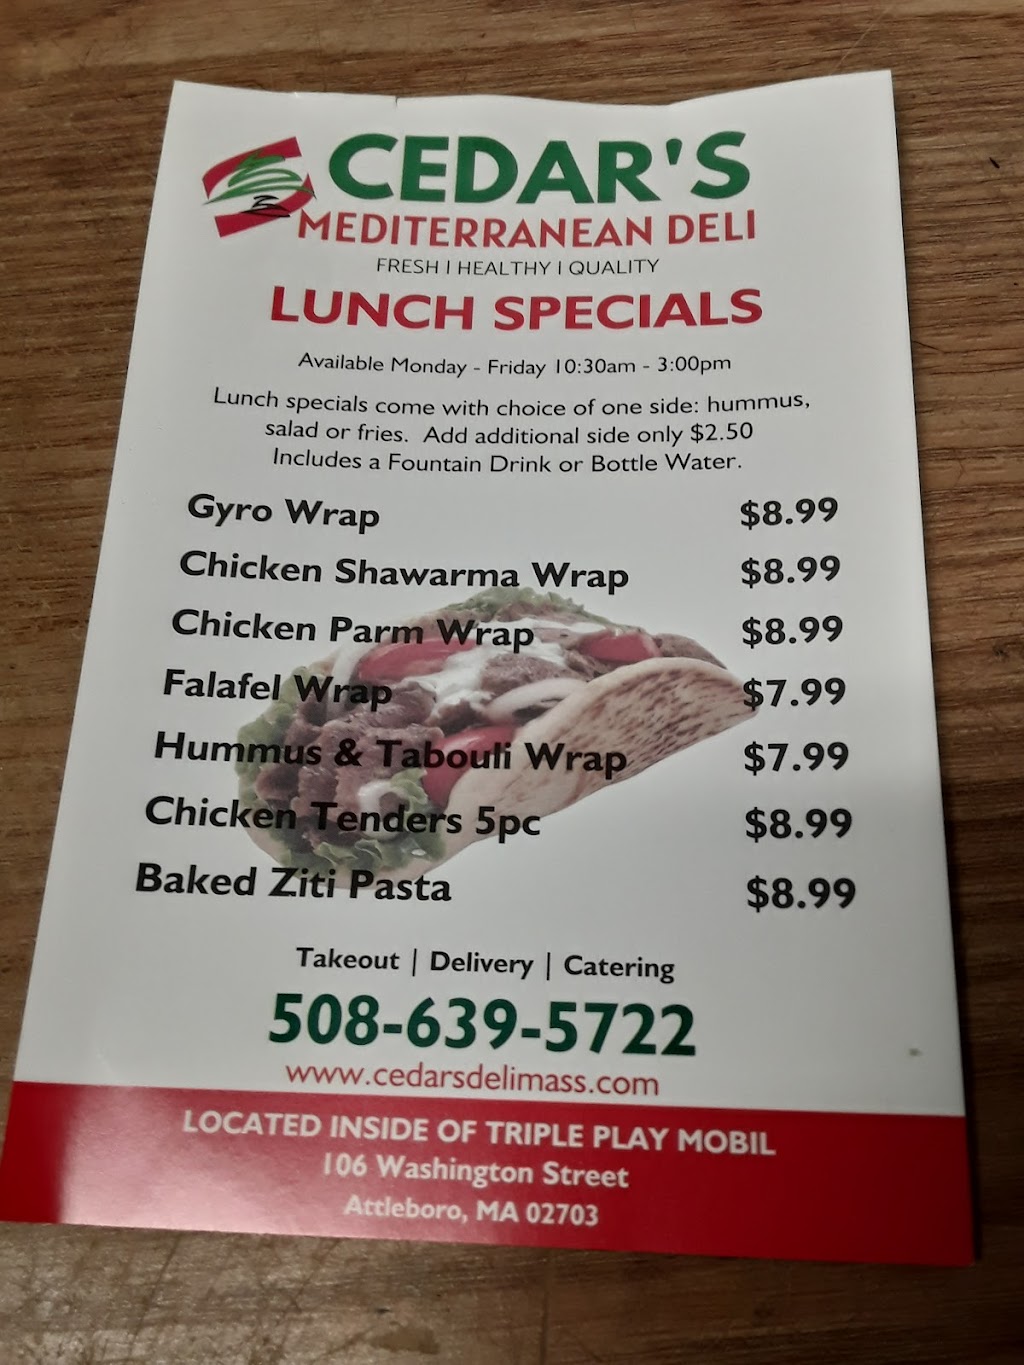 CEDAR'S
MEDITERRANEAN DELI
FRESH | HEALTHY | QUALITY
LUNCH SPECIALS
Available Monday - Friday 10:30am - 3:00pm
Lunch specials come with choice of one side: hummus,
salad or fries. Add additional side only $2.50
Includes a Fountain Drink or Bottle Water.
Gyro Wrap $8.99
Chicken Shawarma Wrap $8.99
Chicken Parm Wrap $8.99
Falafel Wrap $7.99
Hummus & Tabouli Wrap $7.99
Chicken Tenders 5pc $8.99
Baked Ziti Pasta $8.99
Takeout | Delivery | Catering
508-639-5722
www.cedarsdelimass.com
LOCATED INSIDE OF TRIPLE PLAY MOBIL
106 Washington Street
Attleboro, MA 02703